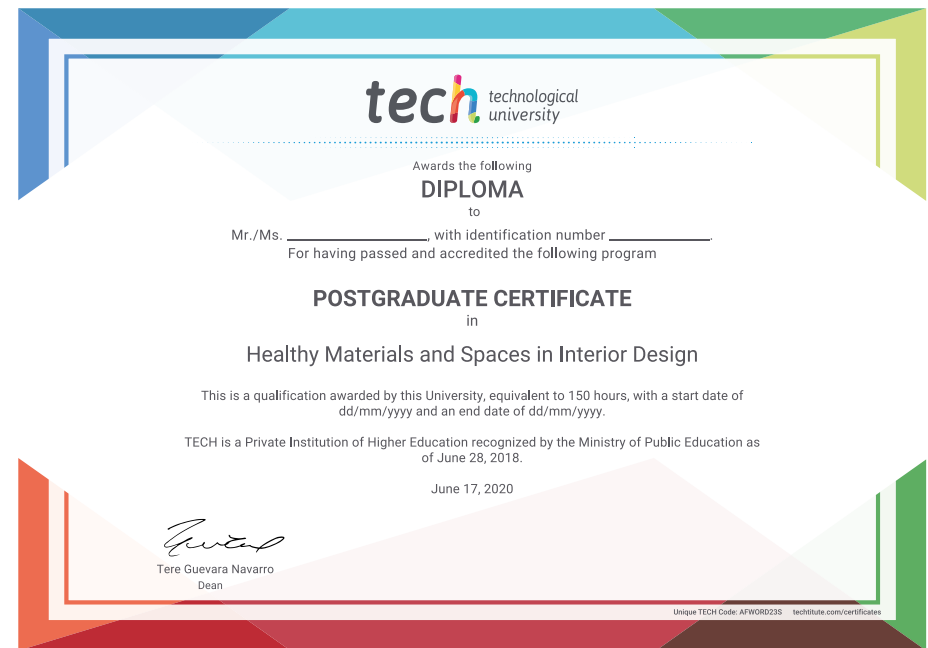 tech technological
university
Awards the following
DIPLOMA
to
Mr./Ms. ____________________, with identification number ______________.
For having passed and accredited the following program
POSTGRADUATE CERTIFICATE
in
Healthy Materials and Spaces in Interior Design
This is a qualification awarded by this University, equivalent to 150 hours, with a start date of
dd/mm/yyyy and an end date of dd/mm/yyyy.
TECH is a Private Institution of Higher Education recognized by the Ministry of Public Education as
of June 28, 2018.
June 17, 2020
Tere Guevara Navarro
Dean
Unique TECH Code: AFWORD23S techtitute.com/certificates